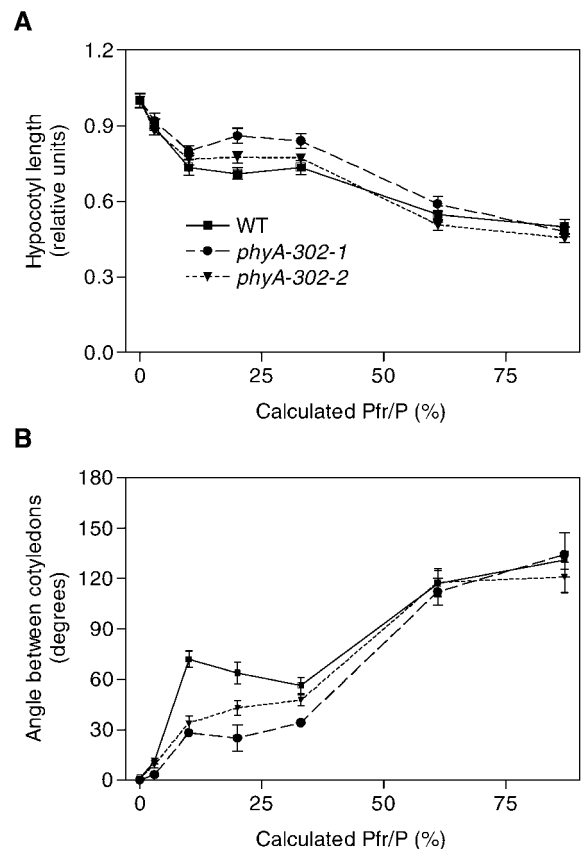 A
1.2
0.9
0.6
0.3
0.0
Hypocotyl length
(relative units)
WT
phyA-302-1
phyA-302-2
0
25
50
75
Calculated Pfr/P (%)
B
180
150
120
90
60
30
0
Angle between cotyledons
(degrees)
0
25
50
75
Calculated Pfr/P (%)